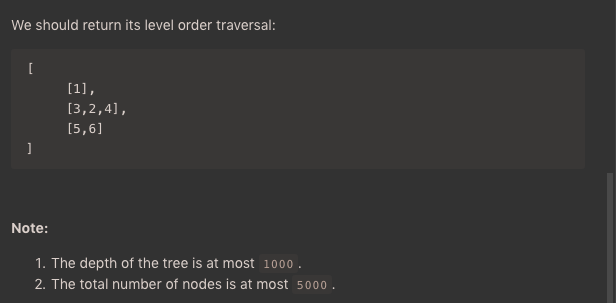 We should return its level order traversal:
[
[1],
[3,2,4],
[5,6]
]
Note:
1. The depth of the tree is at most 1000.
2. The total number of nodes is at most 5000.